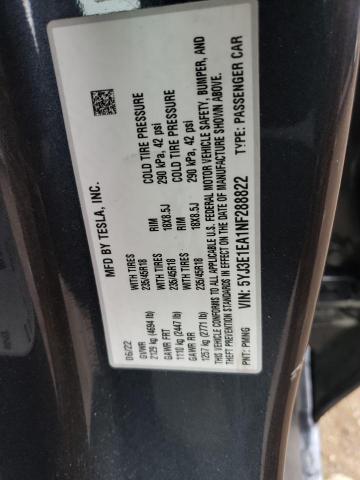 MFD BY TESLA, INC.
06/22
GVWR
2129 kg (4694 lb)
GAWR FRT
1110 kg (2447 lb)
GAWR RR
1257 kg (2771 lb)
WITH TIRES
235/45R18
WITH TIRES
235/45R18
WITH TIRES
235/45R18
RIM
18X8.5J
RIM
18X8.5J
COLD TIRE PRESSURE
290 kPa, 42 psi
COLD TIRE PRESSURE
290 kPa, 42 psi
THIS VEHICLE CONFORMS TO ALL APPLICABLE U.S. FEDERAL MOTOR VEHICLE SAFETY, BUMPER, AND
THEFT PREVENTION STANDARDS IN EFFECT ON THE DATE OF MANUFACTURE SHOWN ABOVE.
VIN: 5YJ3E1EA1NF288822 TYPE: PASSENGER CAR
PNT: PMNG